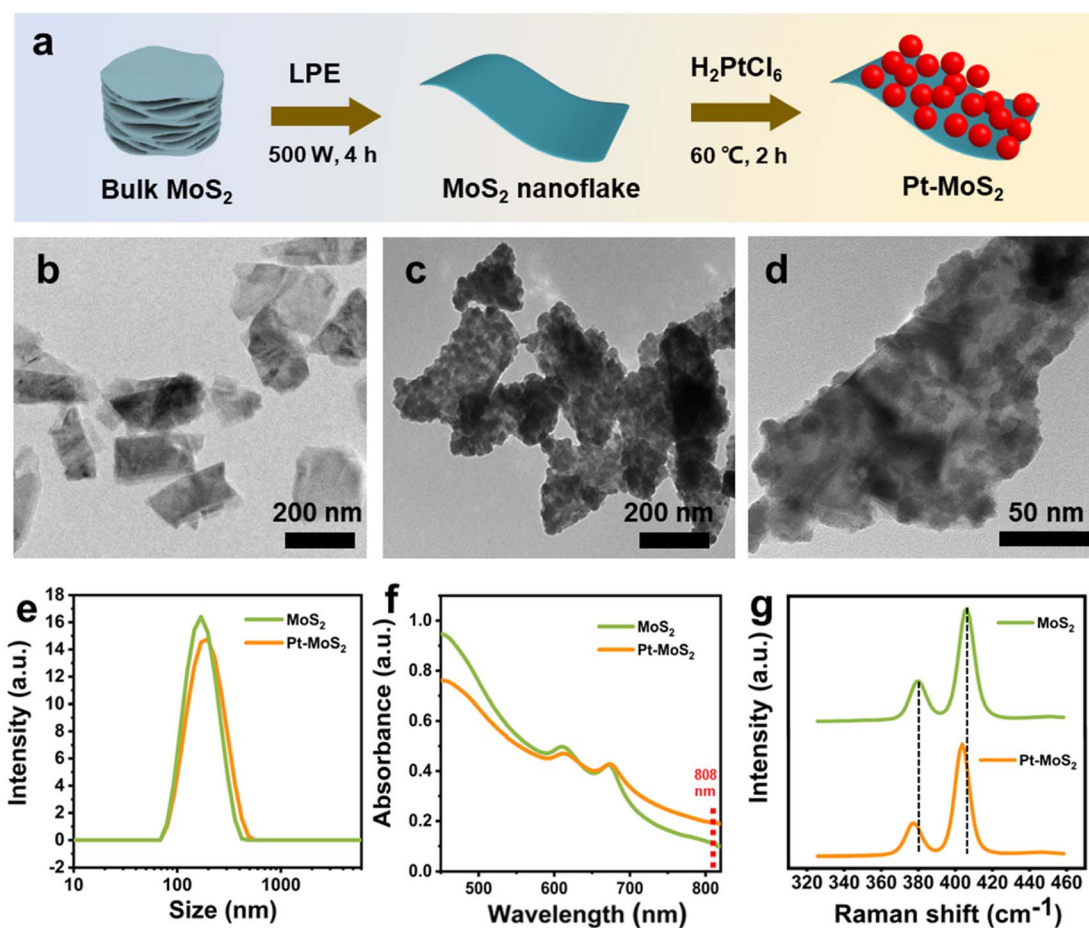 a
LPE
500 W, 4 h
H₂PtCl₆
60 ℃, 2 h
Bulk MoS₂
MoS₂ nanoflake
Pt-MoS₂
b
200 nm
c
200 nm
d
50 nm
e
MoS₂
Pt-MoS₂
18
16
14
12
10
8
6
4
2
0
-2
Intensity (a.u.)
10 100 1000
Size (nm)
f
MoS₂
Pt-MoS₂
808
nm
1.0
0.8
0.6
0.4
0.2
0.0
Absorbance (a.u.)
500 600 700 800
Wavelength (nm)
g
MoS₂
Pt-MoS₂
Intensity (a.u.)
320 340 360 380 400 420 440 460
Raman shift (cm⁻¹)